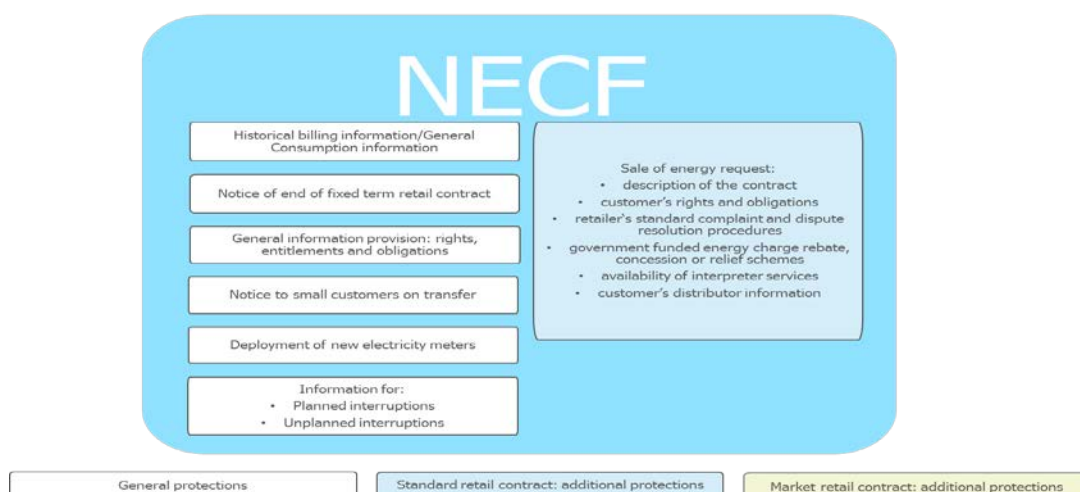 NECF
Historical billing information/General
Consumption information
Notice of end of fixed term retail contract
General information provision: rights,
entitlements and obligations
Notice to small customers on transfer
Deployment of new electricity meters
Information for:
• Planned interruptions
• Unplanned interruptions
Sale of energy request:
• description of the contract
• customer's rights and obligations
• retailer's standard complaint and dispute
resolution procedures
• government funded energy charge rebate,
concession or relief schemes
• availability of interpreter services
• customer's distributor information
General protections
Standard retail contract: additional protections
Market retail contract: additional protections